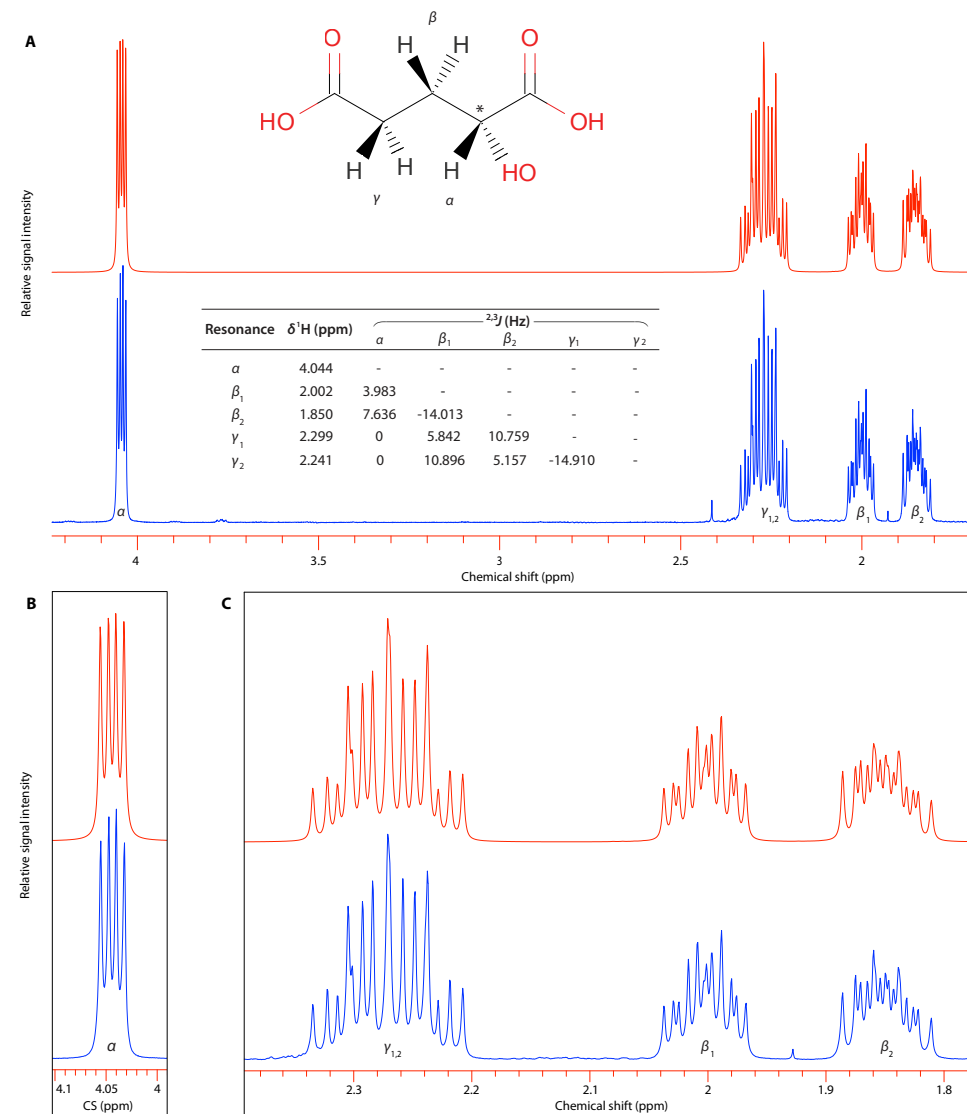 A
β
O
O
H
H
HO
*
OH
H
H
H
HO
γ
α
Relative signal intensity
Resonance δ¹H (ppm) ²,³J (Hz)
α β₁ β₂ γ₁ γ₂
α 4.044 - - - - -
β₁ 2.002 3.983 - - - -
β₂ 1.850 7.636 -14.013 - - -
γ₁ 2.299 0 5.842 10.759 - -
γ₂ 2.241 0 10.896 5.157 -14.910 -
α γ₁,₂ β₁ β₂
4 3.5 3 2.5 2
Chemical shift (ppm)
B
C
Relative signal intensity
α
γ₁,₂ β₁ β₂
4.1 4.05 4
CS (ppm)
2.3 2.2 2.1 2 1.9 1.8
Chemical shift (ppm)